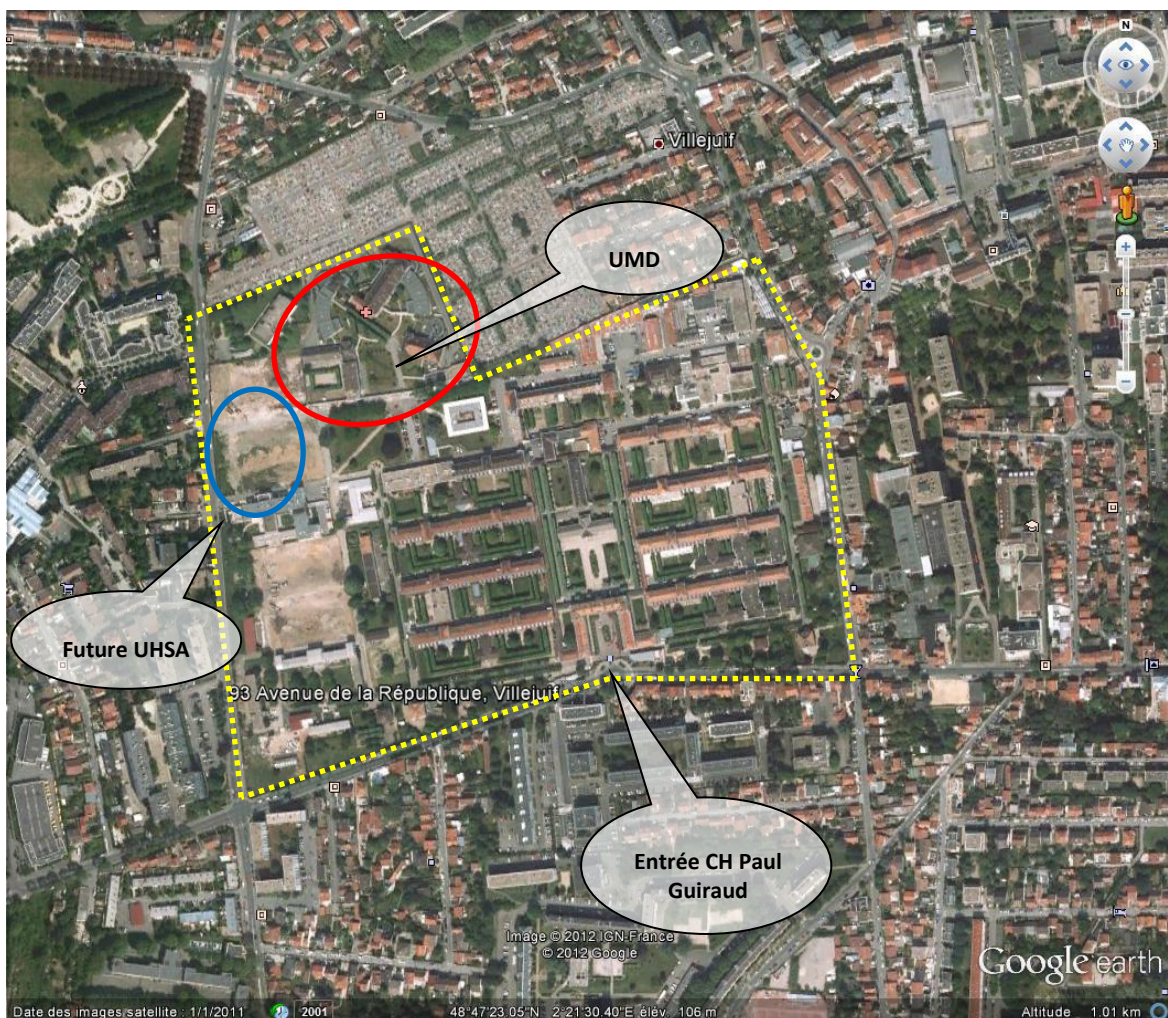 N
Villejuif
UMD
Future UHSA
93 Avenue de la République, Villejuif
Entrée CH Paul
Guiraud
Image © 2012 IGN-France
© 2012 Google
Google earth
Date des images satellite : 1/1/2011
2001
48°47'23.05"N 2°21'30.40"E élév. 106 m
Altitude 1.01 km